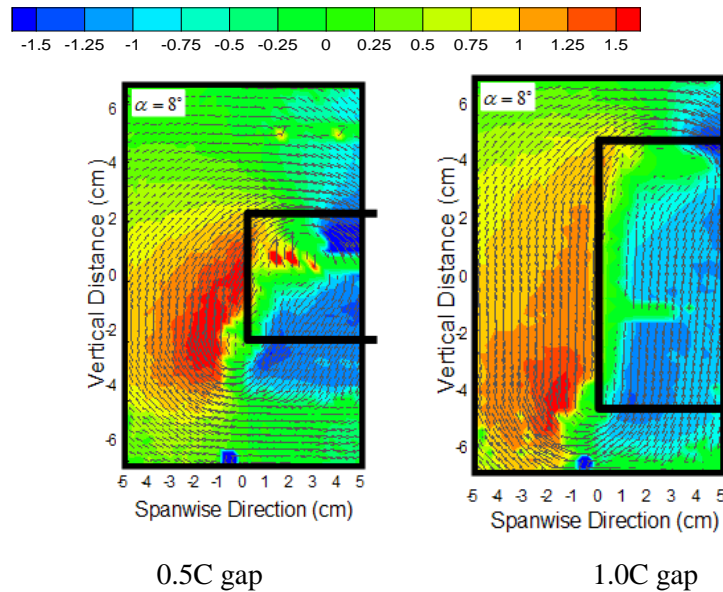 -1.5 -1.25 -1 -0.75 -0.5 -0.25 0 0.25 0.5 0.75 1 1.25 1.5
α = 8°
6
4
2
0
-2
-4
-6
Vertical Distance (cm)
-5 -4 -3 -2 -1 0 1 2 3 4 5
Spanwise Direction (cm)
0.5C gap
α = 8°
6
-4
2
0
-2
-4
-6
Vertical Distance (cm)
-5 -4 -3 -2 -1 0 1 2 3 4 5
Spanwise Direction (cm)
1.0C gap